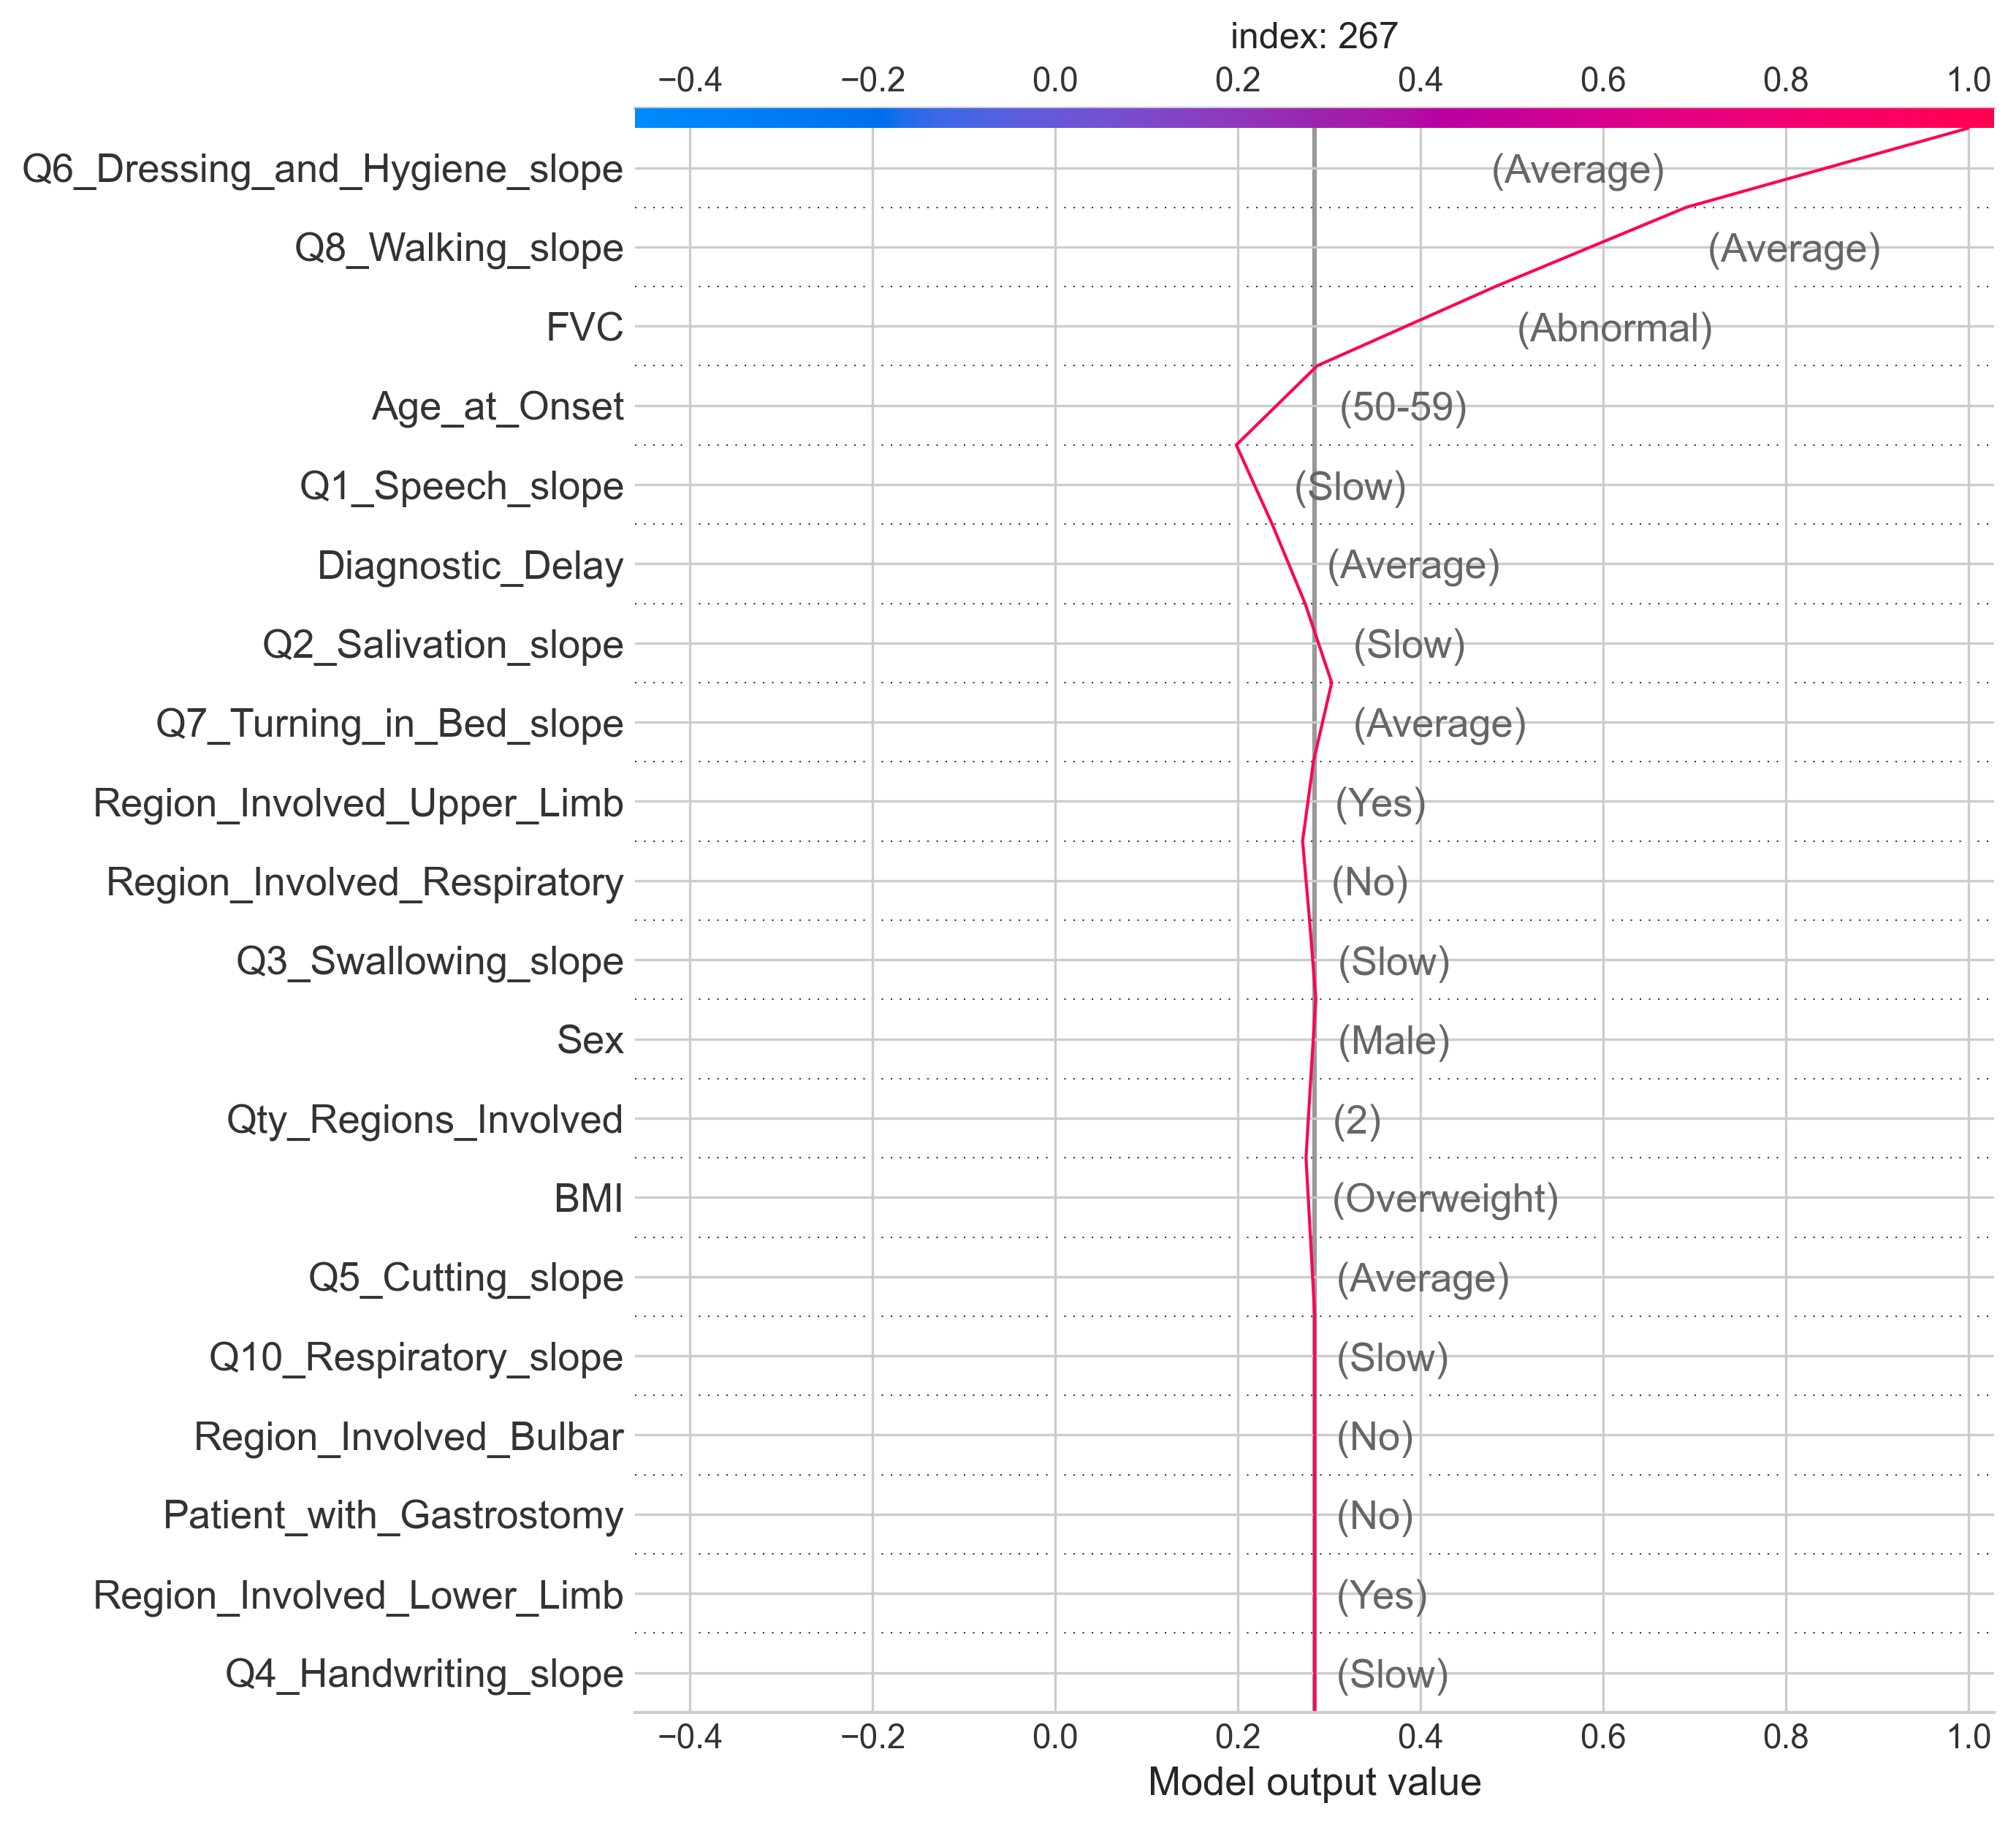 index: 267
−0.4 −0.2 0.0 0.2 0.4 0.6 0.8 1.0
Q6_Dressing_and_Hygiene_slope (Average)
Q8_Walking_slope (Average)
FVC (Abnormal)
Age_at_Onset (50-59)
Q1_Speech_slope (Slow)
Diagnostic_Delay (Average)
Q2_Salivation_slope (Slow)
Q7_Turning_in_Bed_slope (Average)
Region_Involved_Upper_Limb (Yes)
Region_Involved_Respiratory (No)
Q3_Swallowing_slope (Slow)
Sex (Male)
Qty_Regions_Involved (2)
BMI (Overweight)
Q5_Cutting_slope (Average)
Q10_Respiratory_slope (Slow)
Region_Involved_Bulbar (No)
Patient_with_Gastrostomy (No)
Region_Involved_Lower_Limb (Yes)
Q4_Handwriting_slope (Slow)
−0.4 −0.2 0.0 0.2 0.4 0.6 0.8 1.0
Model output value